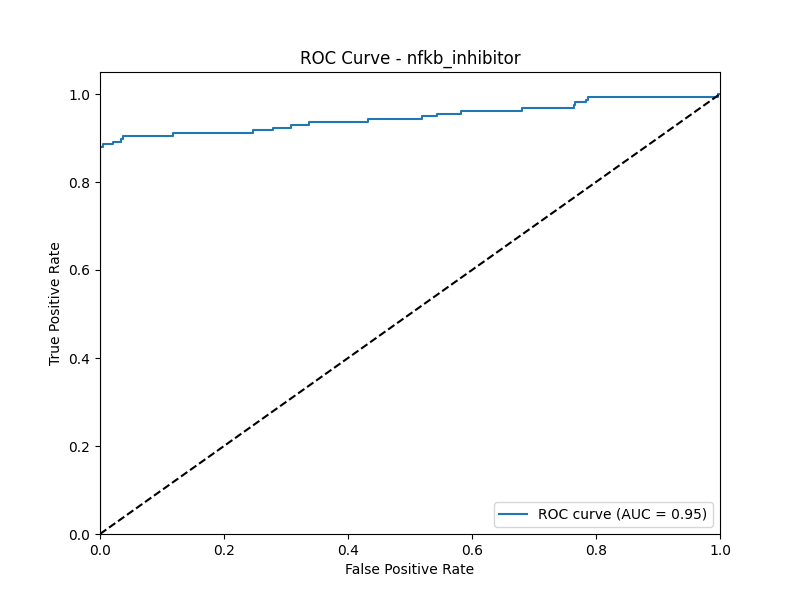 ROC Curve - nfkb_inhibitor
True Positive Rate
1.0
0.8
0.6
0.4
0.2
0.0
0.0 0.2 0.4 0.6 0.8 1.0
False Positive Rate
ROC curve (AUC = 0.95)